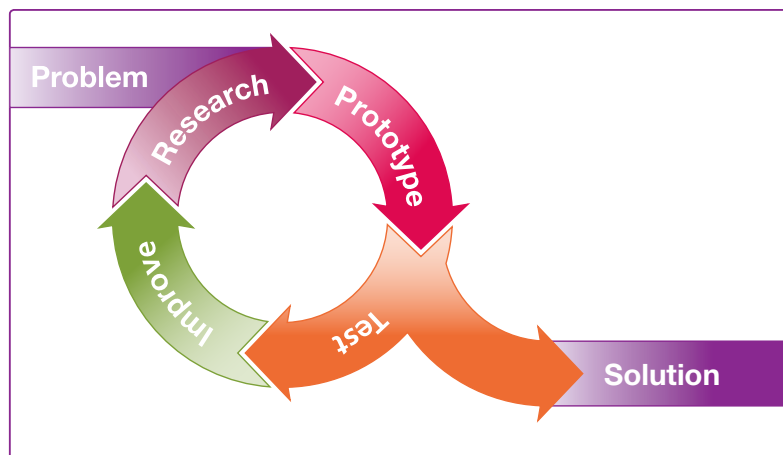 Problem
Research
Prototype
Test
Improve
Solution